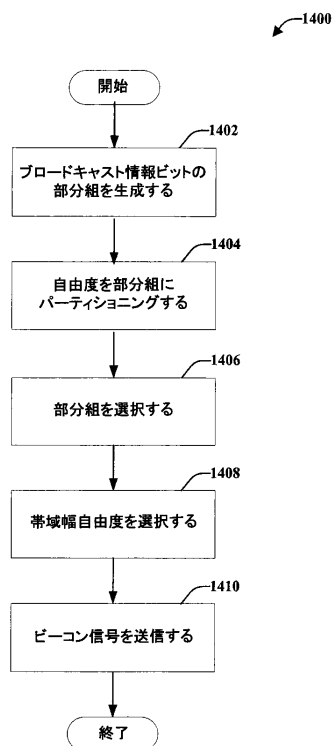 1400
開始
1402
ブロードキャスト情報ビットの
部分組を生成する
1404
自由度を部分組に
パーティショニングする
1406
部分組を選択する
1408
帯域幅自由度を選択する
1410
ビーコン信号を送信する
終了